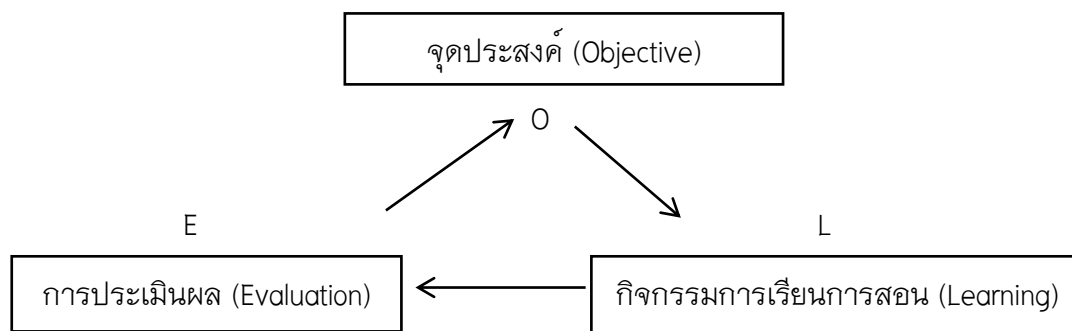 จุดประสงค์ (Objective)
O
E
L
การประเมินผล (Evaluation)
กิจกรรมการเรียนการสอน (Learning)